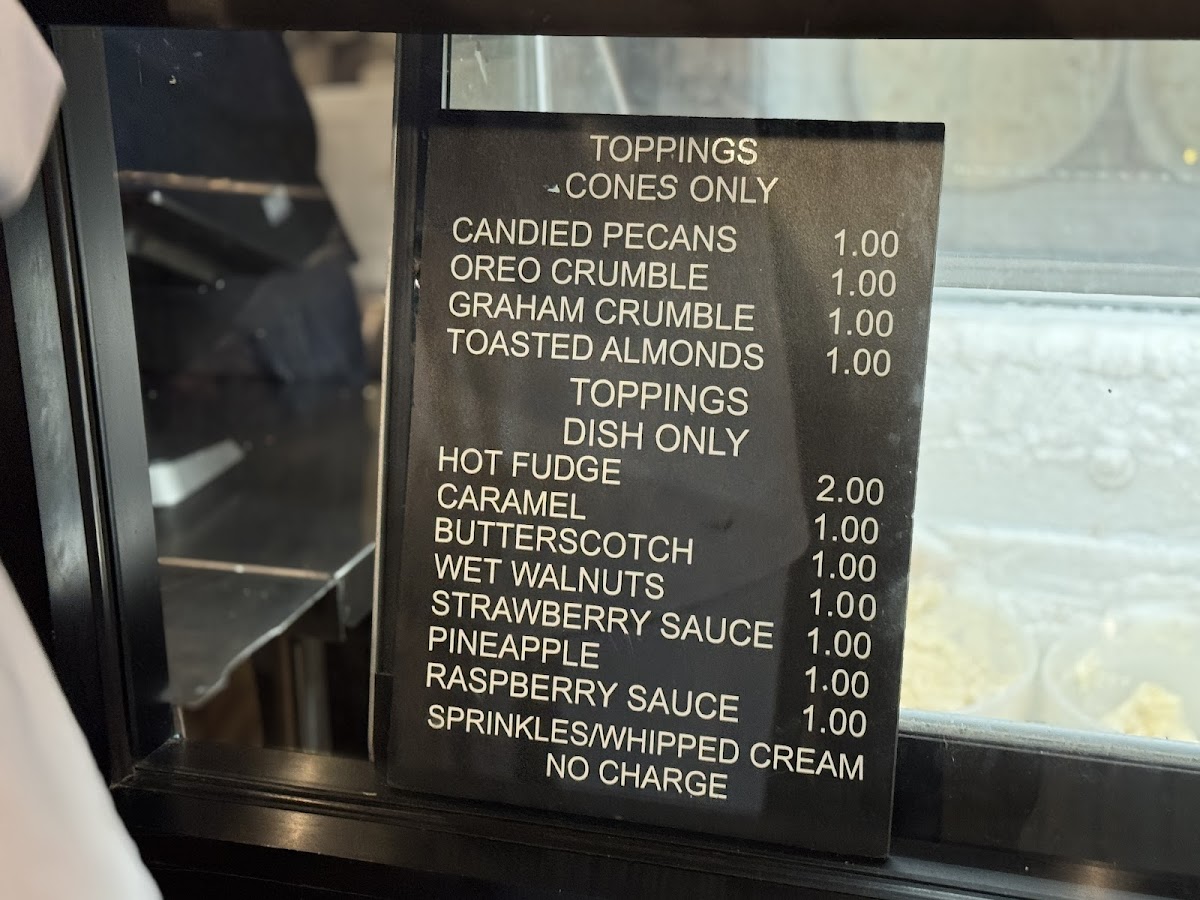 TOPPINGS
CONES ONLY
CANDIED PECANS 1.00
OREO CRUMBLE 1.00
GRAHAM CRUMBLE 1.00
TOASTED ALMONDS 1.00
TOPPINGS
DISH ONLY
HOT FUDGE 2.00
CARAMEL 1.00
BUTTERSCOTCH 1.00
WET WALNUTS 1.00
STRAWBERRY SAUCE 1.00
PINEAPPLE 1.00
RASPBERRY SAUCE 1.00
SPRINKLES/WHIPPED CREAM
NO CHARGE